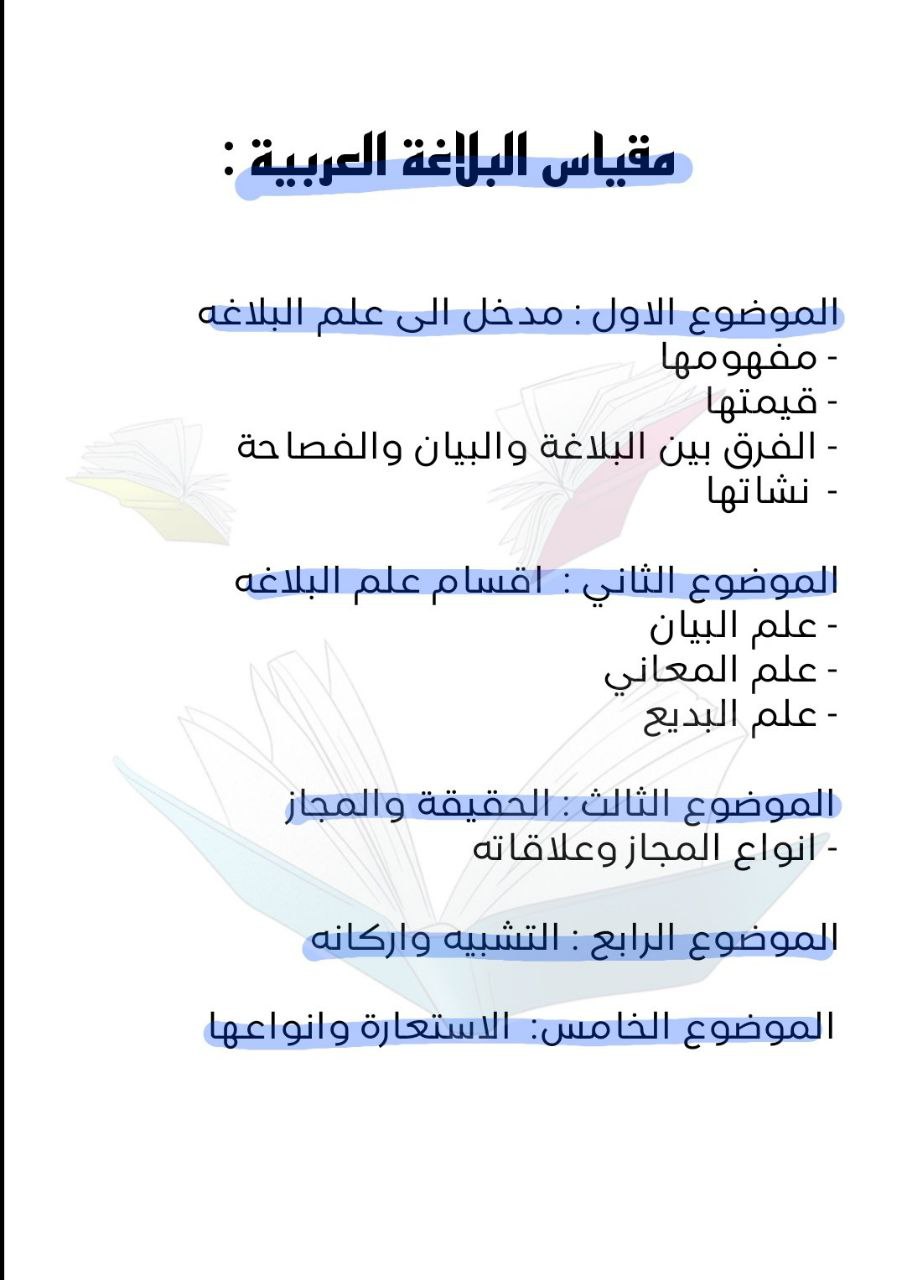 مقياس البلاغة العربية :
الموضوع الاول : مدخل الى علم البلاغه
- مفهومها
- قيمتها
- الفرق بين البلاغة والبيان والفصاحة
- نشاتها
الموضوع الثاني : اقسام علم البلاغه
- علم البيان
- علم المعاني
- علم البديع
الموضوع الثالث : الحقيقة والمجاز
- انواع المجاز وعلاقاته
الموضوع الرابع : التشبيه واركانه
الموضوع الخامس: الاستعارة وانواعها